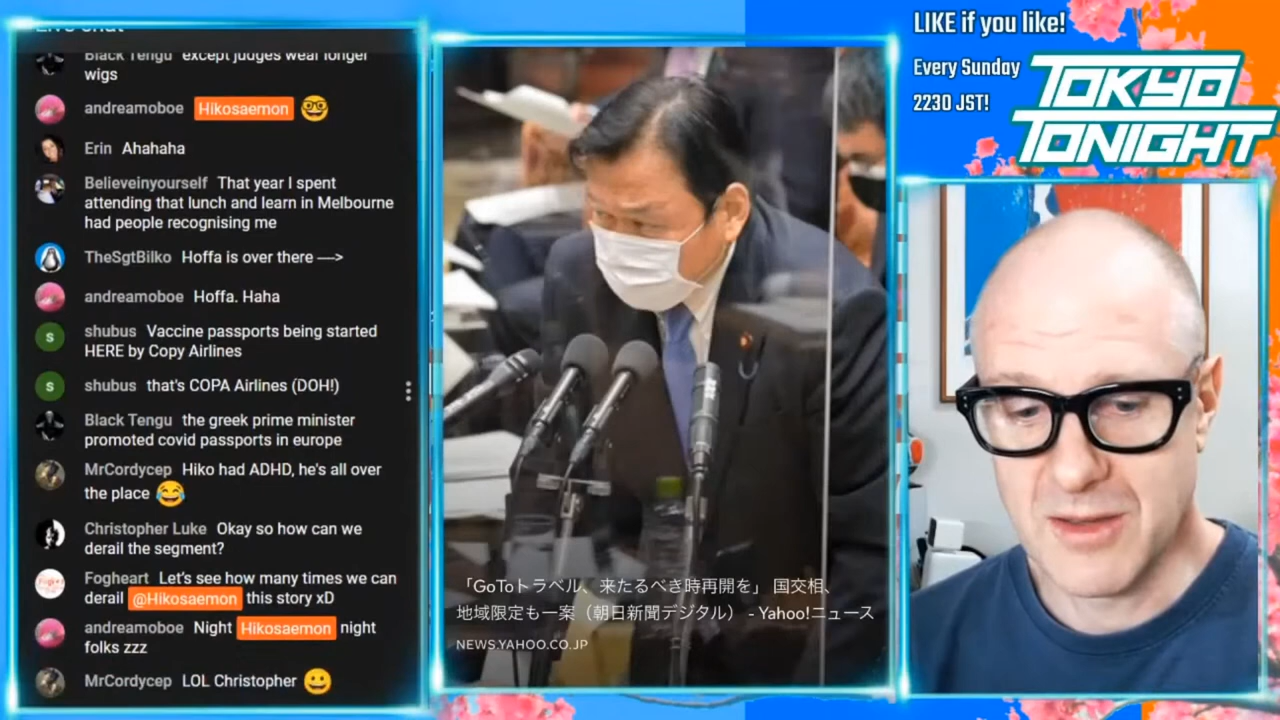 Live chat
Black Tengu except judges wear longer
wigs
andreamoboe Hikosaemon
Erin Ahahaha
Believeinyourself That year I spent
attending that lunch and learn in Melbourne
had people recognising me
TheSgtBilko Hoffa is over there —->
andreamoboe Hoffa. Haha
S shubus Vaccine passports being started
HERE by Copy Airlines
S shubus that's COPA Airlines (DOH!)
Black Tengu the greek prime minister
promoted covid passports in europe
MrCordycep Hiko had ADHD, he's all over
the place 😂
Christopher Luke Okay so how can we
derail the segment?
Fogheart Let's see how many times we can
derail @Hikosaemon this story xD
andreamoboe Night Hikosaemon night
folks zzz
MrCordycep LOL Christopher 😀
「GoToトラベル、来たるべき時再開を」 国交相、
地域限定も一案（朝日新聞デジタル） - Yahoo!ニュース
NEWS.YAHOO.CO.JP
LIKE if you like!
Every Sunday
2230 JST!
TOKYO
TONIGHT